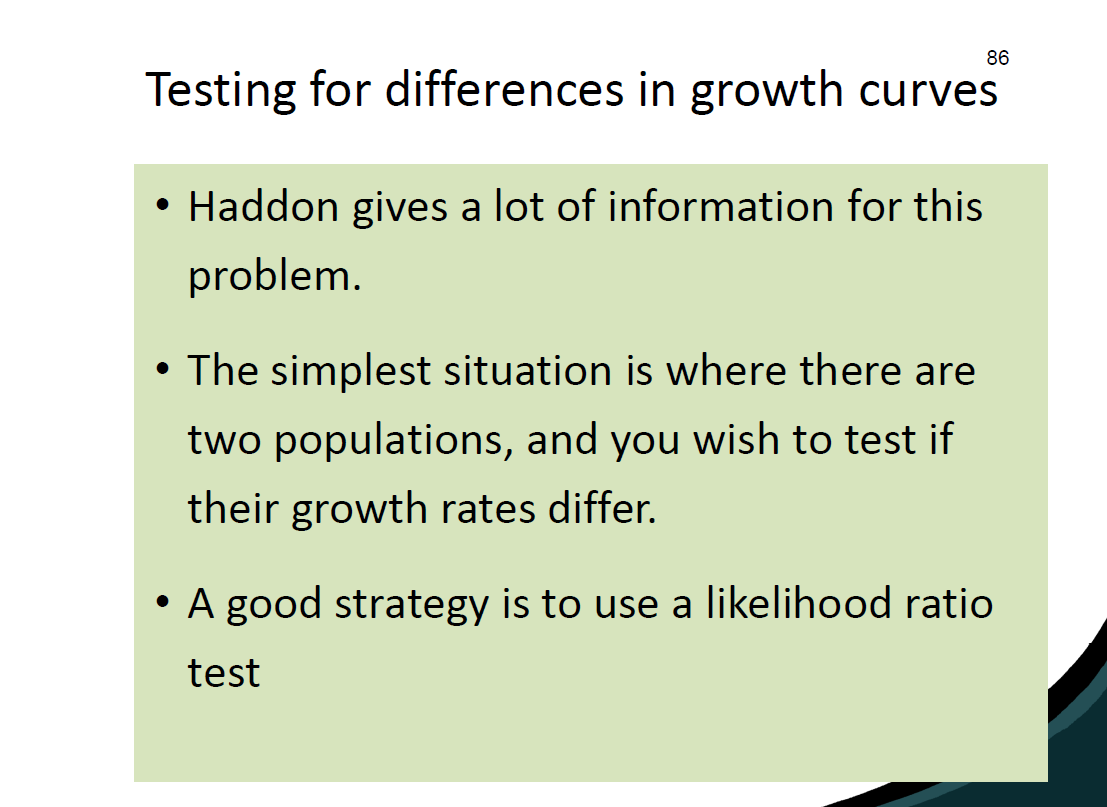 86
Testing for differences in growth curves
• Haddon gives a lot of information for this
problem.
• The simplest situation is where there are
two populations, and you wish to test if
their growth rates differ.
• A good strategy is to use a likelihood ratio
test